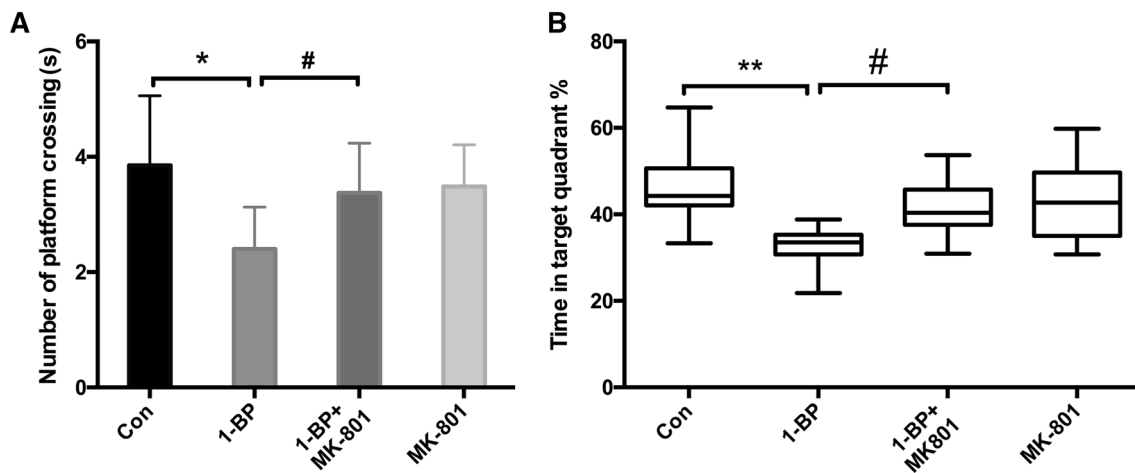 A
Number of platform crossing (s)
6
4
2
0
*
#
Con
1-BP
1-BP+
MK-801
MK-801
B
Time in target quadrant %
80
60
40
20
0
**
#
Con
1-BP
1-BP+
MK801
MK-801